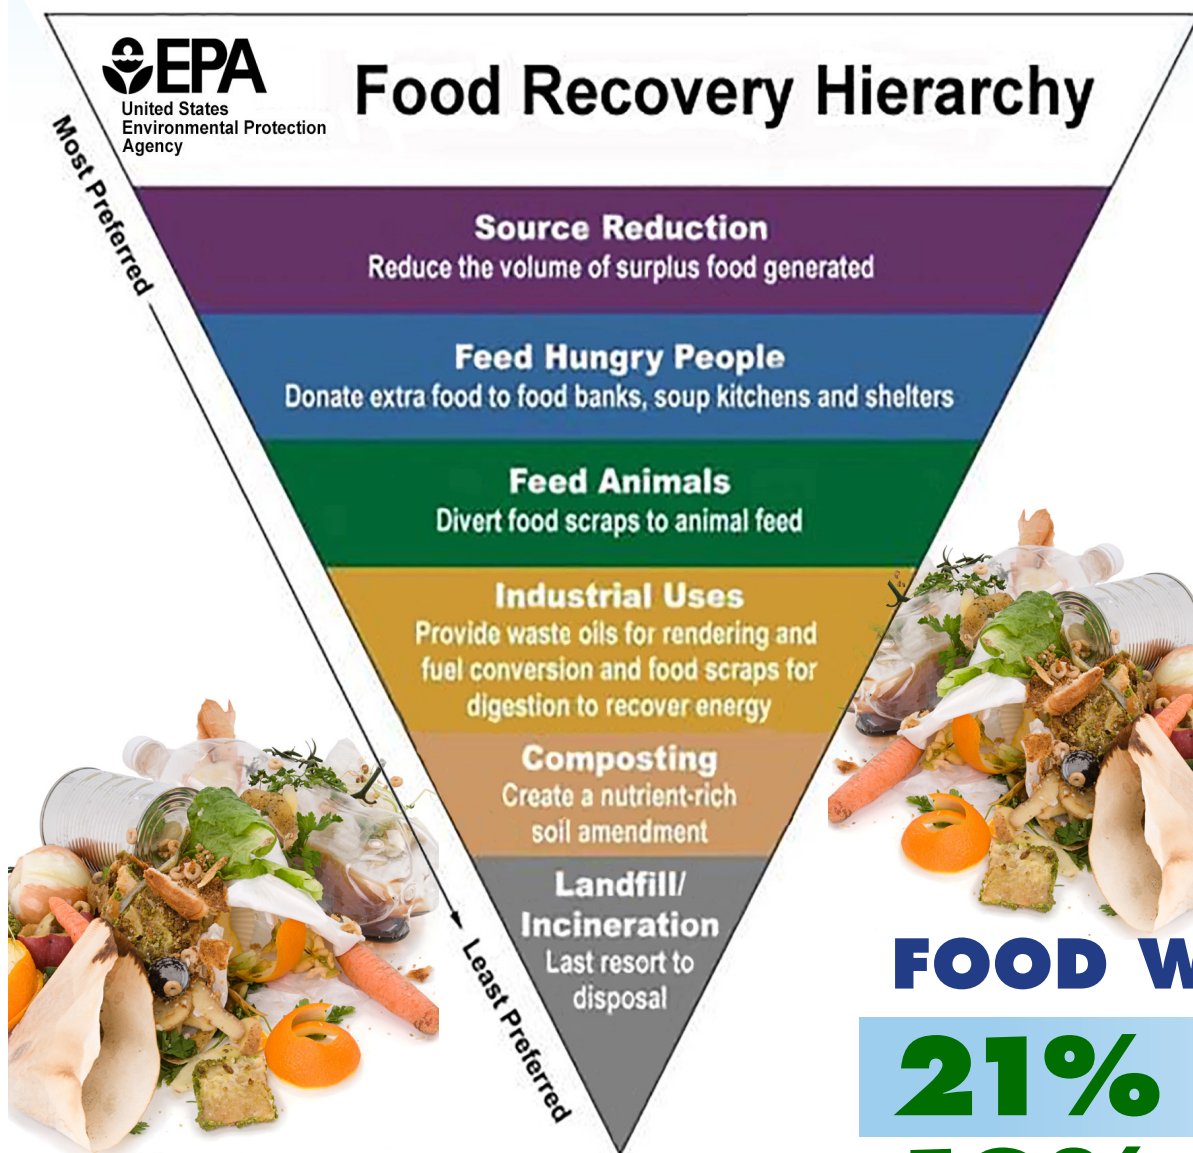 EPA
United States
Environmental Protection
Agency
Food Recovery Hierarchy
Most Preferred
Source Reduction
Reduce the volume of surplus food generated
Feed Hungry People
Donate extra food to food banks, soup kitchens and shelters
Feed Animals
Divert food scraps to animal feed
Industrial Uses
Provide waste oils for rendering and
fuel conversion and food scraps for
digestion to recover energy
Composting
Create a nutrient-rich
soil amendment
Landfill/
Incineration
Last resort to
disposal
Least Preferred
FOOD W
21%